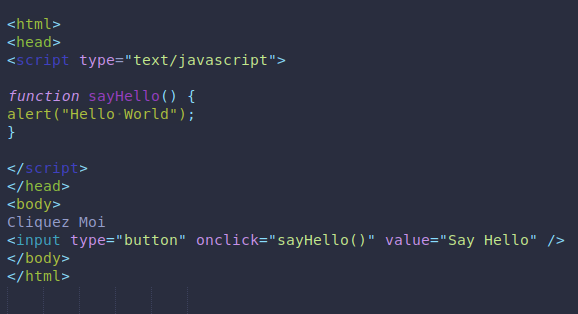 <html>
<head>
<script type="text/javascript">
function sayHello() {
alert("Hello World");
}
</script>
</head>
<body>
Cliquez Moi
<input type="button" onclick="sayHello()" value="Say Hello" />
</body>
</html>